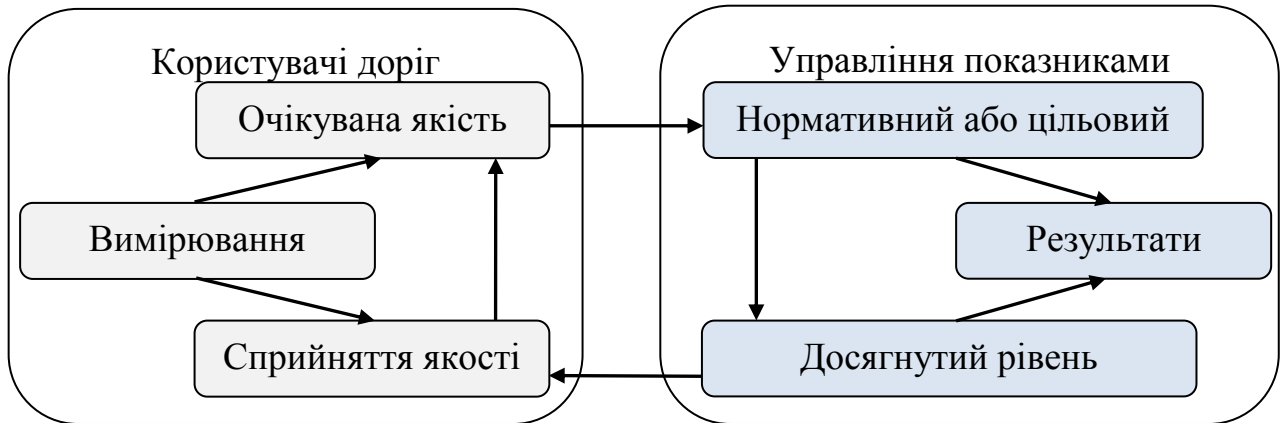 Користувачі доріг
Очікувана якість
Вимірювання
Сприйняття якості
Управління показниками
Нормативний або цільовий
Результати
Досягнутий рівень